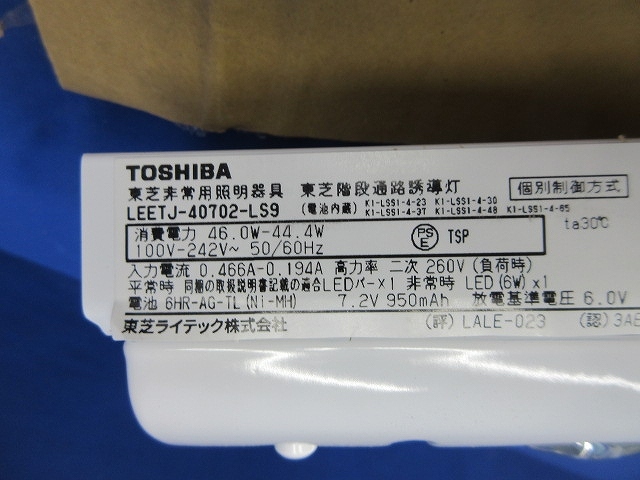 TOSHIBA
東芝非常用照明器具 東芝階段通路誘導灯 個別制御方式
LEETJ-40702-LS9 (電池内蔵) K1-LSS1-4-23 K1-LSS1-4-30
K1-LSS1-4-37 K1-LSS1-4-48 K1-LSS1-4-65
ta30℃
消費電力 46.0W-44.4W
100V-242V~ 50/60Hz
PS E TSP
入力電流 0.466A-0.194A 高力率 二次 260V (負荷時)
平常時 同梱の取扱説明書記載の適合LEDバー×1 非常時 LED (6W) ×1
電池 6HR-AG-TL (Ni-MH) 7.2V 950mAh 放電基準電圧 6.0V
東芝ライテック株式会社 (評) LALE-023 (認) 3AE